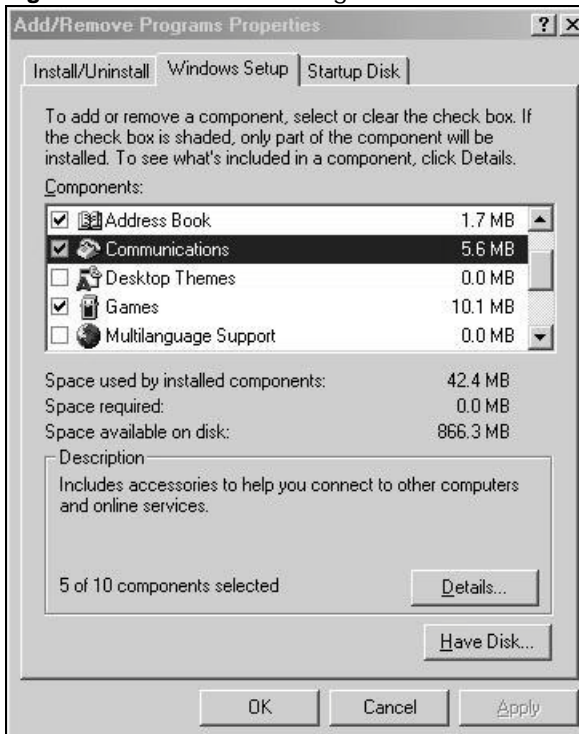 Add/Remove Programs Properties
Install/Uninstall Windows Setup Startup Disk
To add or remove a component, select or clear the check box. If
the check box is shaded, only part of the component will be
installed. To see what's included in a component, click Details.
Components:
Address Book 1.7 MB
Communications 5.6 MB
Desktop Themes 0.0 MB
Games 10.1 MB
Multilanguage Support 0.0 MB
Space used by installed components: 42.4 MB
Space required: 0.0 MB
Space available on disk: 866.3 MB
Description
Includes accessories to help you connect to other computers
and online services.
5 of 10 components selected Details...
Have Disk...
OK Cancel Apply